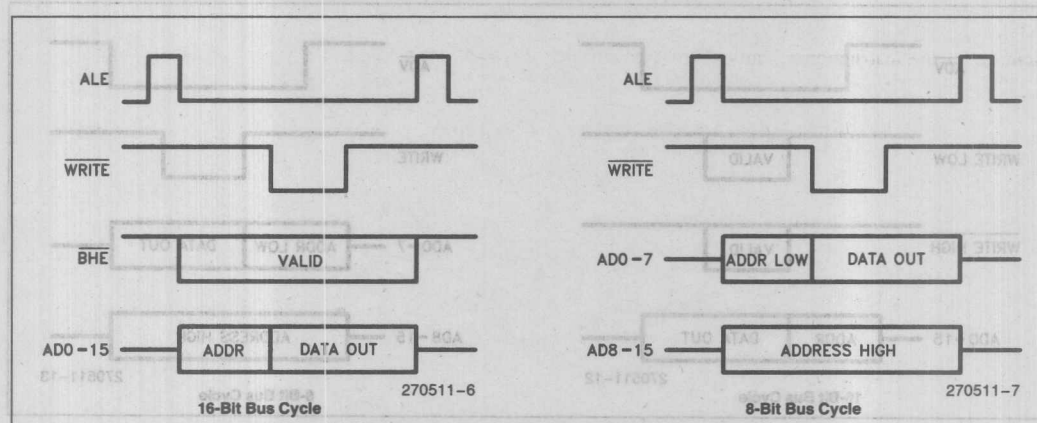 ALE
WRITE
BHE
VALID
AD0-15
ADDR
DATA OUT
270511-6
16-Bit Bus Cycle
ALE
WRITE
AD0-7
ADDR LOW
DATA OUT
AD8-15
ADDRESS HIGH
270511-7
8-Bit Bus Cycle